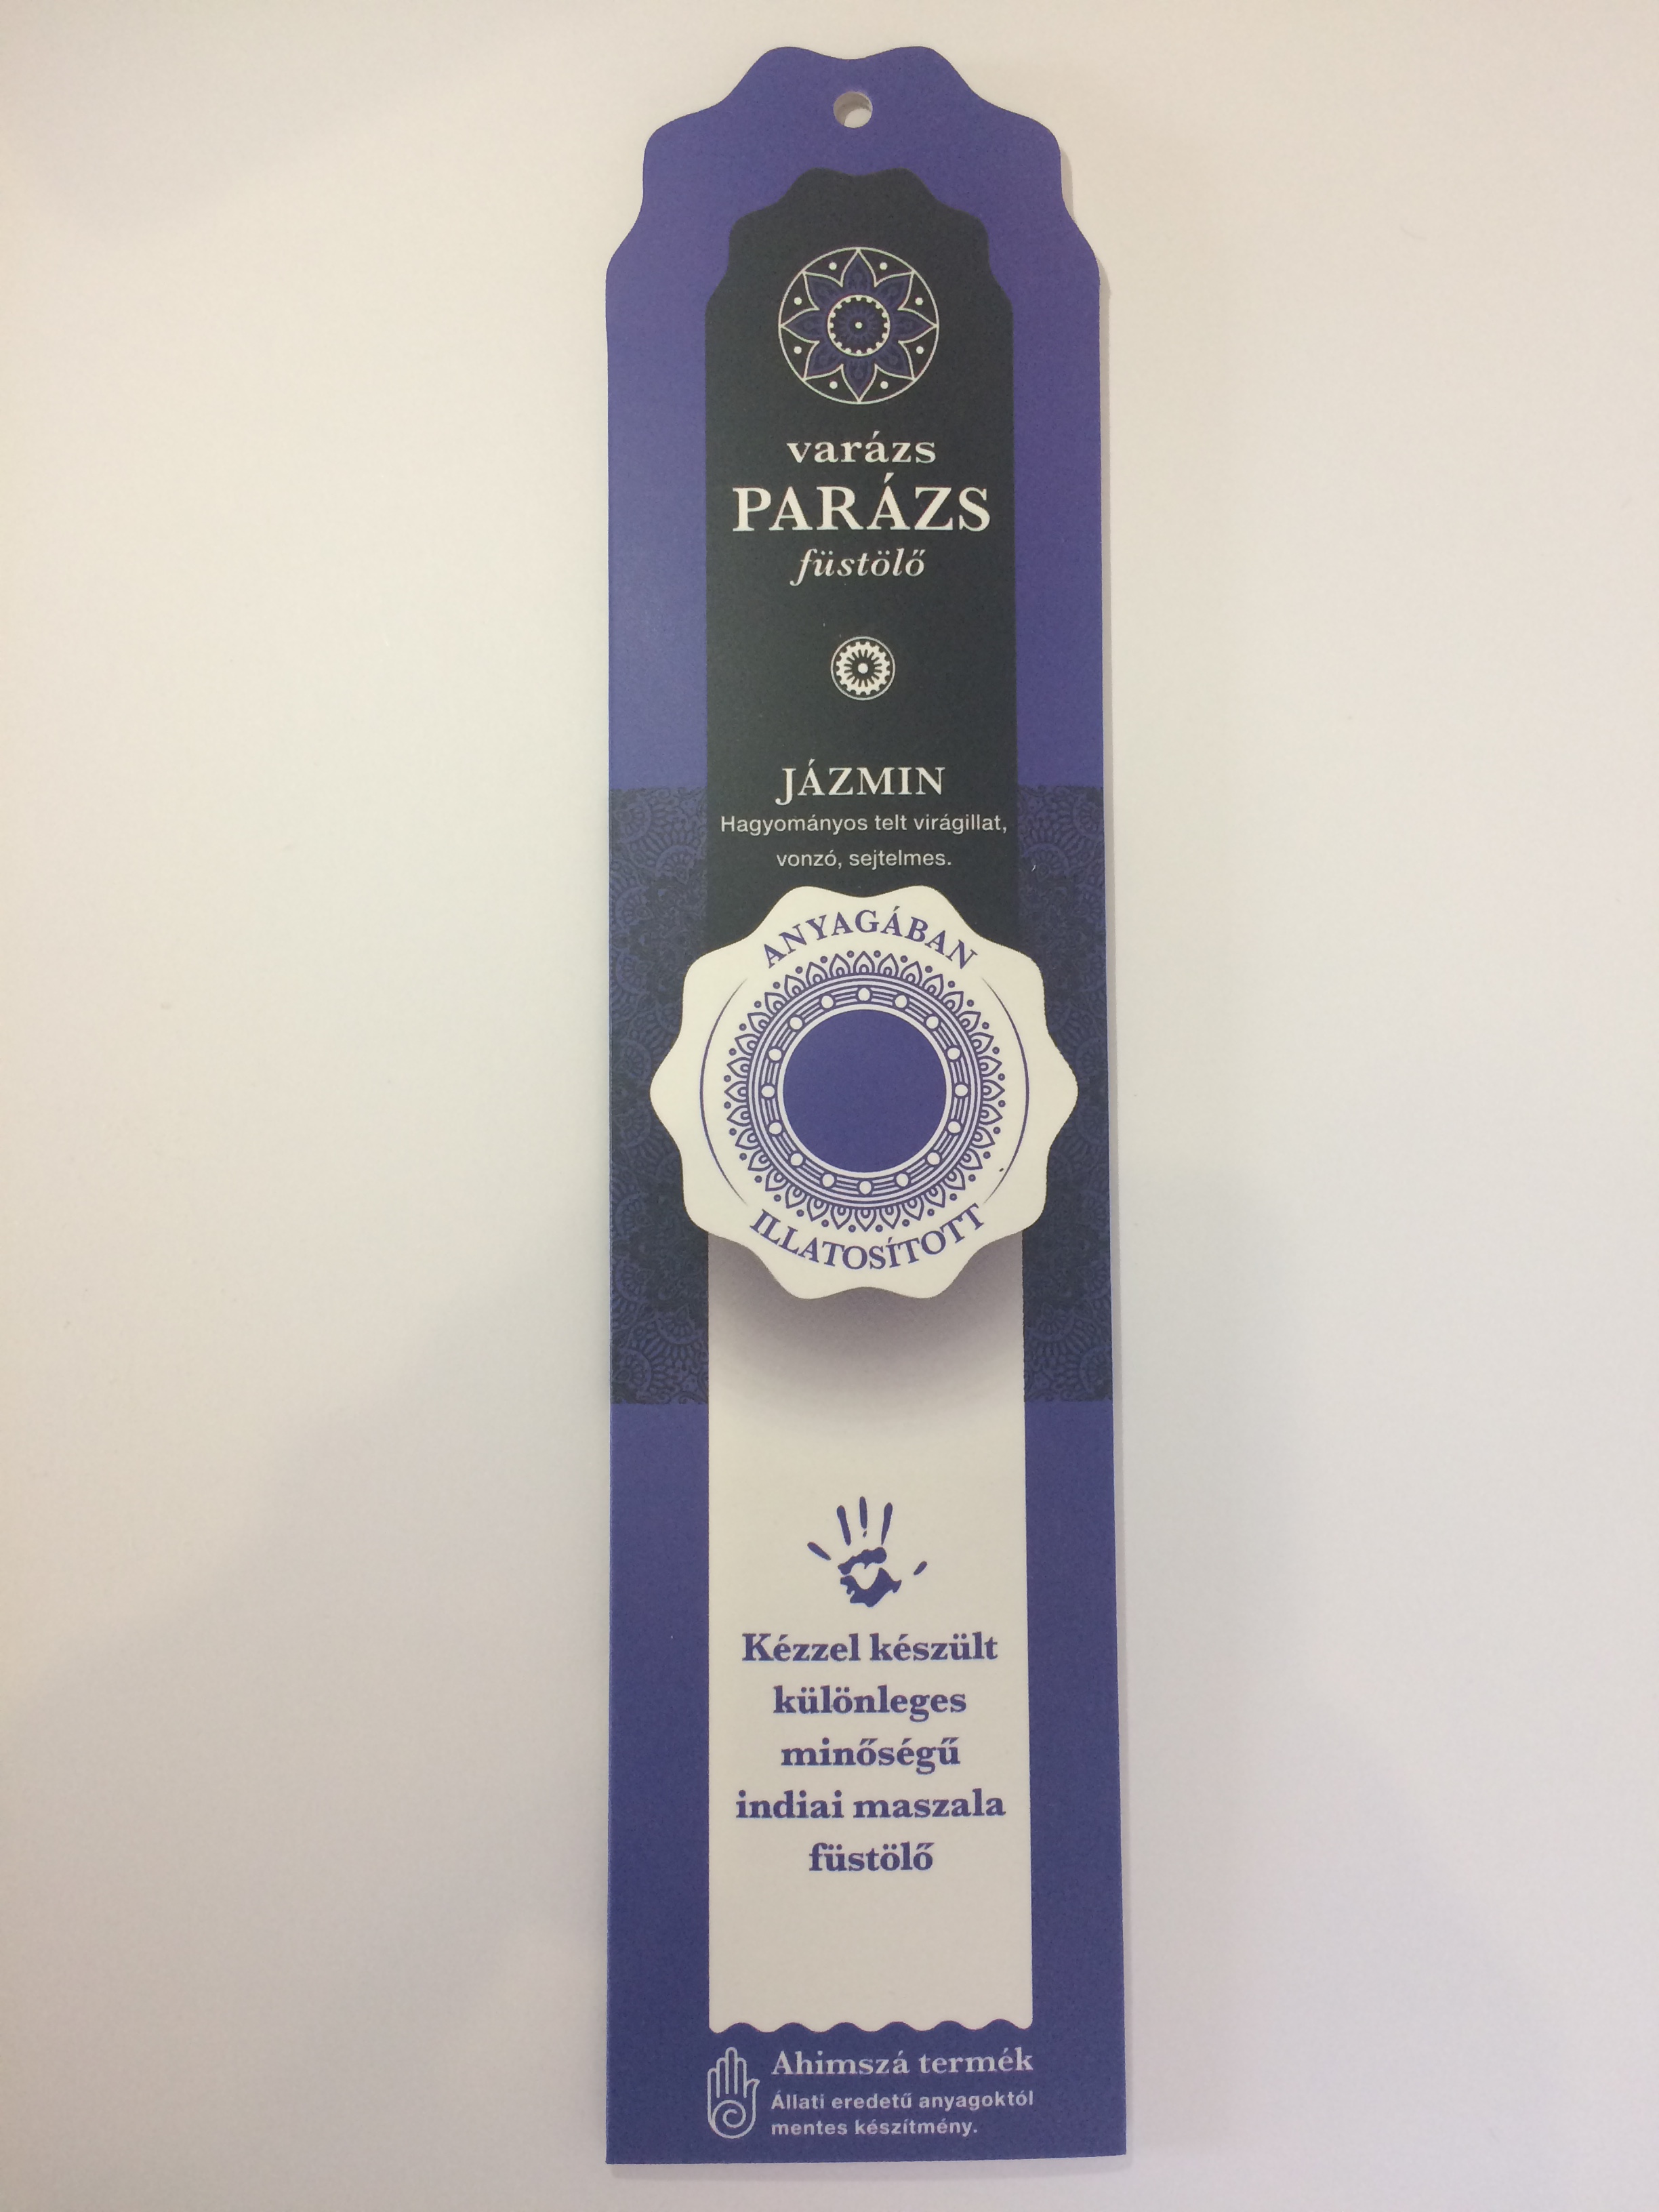 varázs
PARÁZS
füstölő
JÁZMIN
Hagyományos telt virágillat,
vonzó, sejtelmes.
ANYAGÁBAN
ILLATOSÍTOTT
Kézzel készült
különleges
minőségű
indiai maszala
füstölő
Ahimszá termék
Állati eredetű anyagoktól
mentes készítmény.